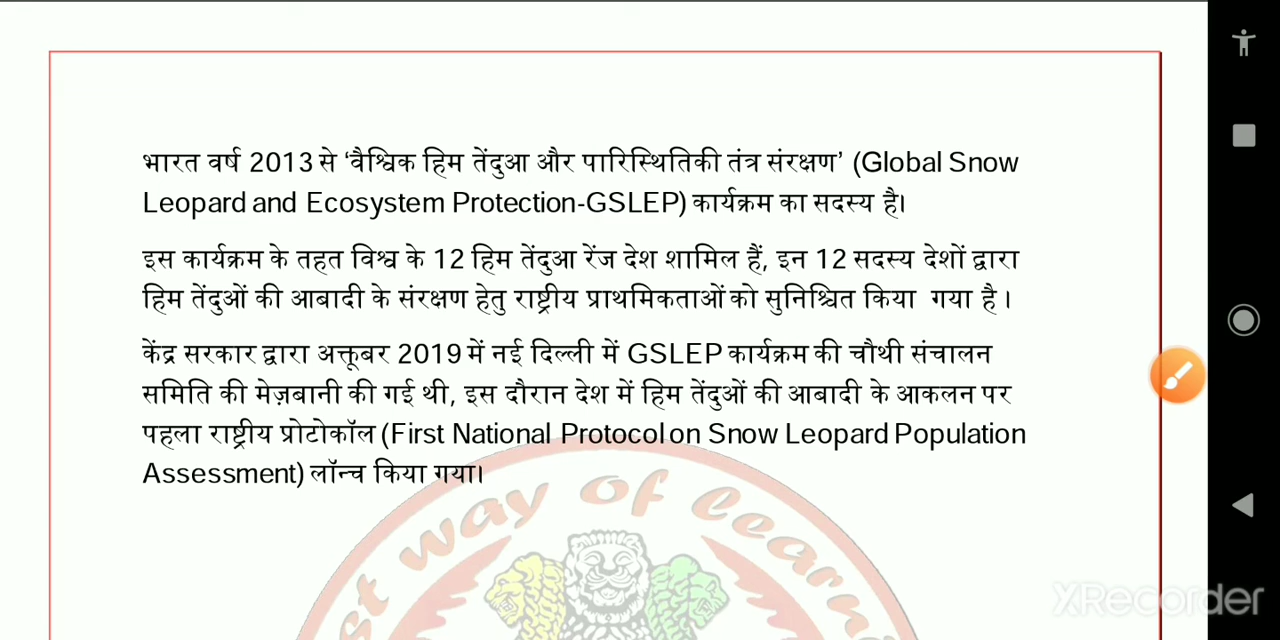 भारत वर्ष 2013 से ‘वैश्विक हिम तेंदुआ और पारिस्थितिकी तंत्र संरक्षण’ (Global Snow
Leopard and Ecosystem Protection-GSLEP) कार्यक्रम का सदस्य है।
इस कार्यक्रम के तहत विश्व के 12 हिम तेंदुआ रेंज देश शामिल हैं, इन 12 सदस्य देशों द्वारा
हिम तेंदुओं की आबादी के संरक्षण हेतु राष्ट्रीय प्राथमिकताओं को सुनिश्चित किया गया है ।
केंद्र सरकार द्वारा अक्तूबर 2019 में नई दिल्ली में GSLEP कार्यक्रम की चौथी संचालन
समिति की मेज़बानी की गई थी, इस दौरान देश में हिम तेंदुओं की आबादी के आकलन पर
पहला राष्ट्रीय प्रोटोकॉल (First National Protocol on Snow Leopard Population
Assessment) लॉन्च किया गया।
way of
XRecorder